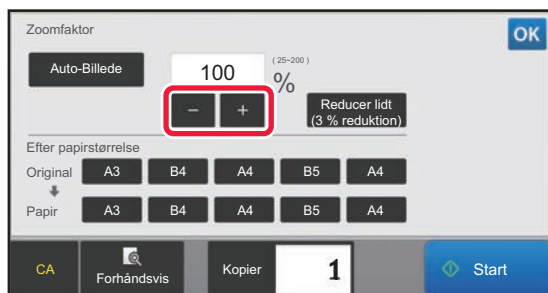 Zoomfaktor
OK
Auto-Billede
100
(25~200)
%
−
+
Reducer lidt
(3 % reduktion)
Efter papirstørrelse
Original A3 B4 A4 B5 A4
Papir A3 B4 A4 B5 A4
CA
Forhåndsvis
Kopier
1
Start